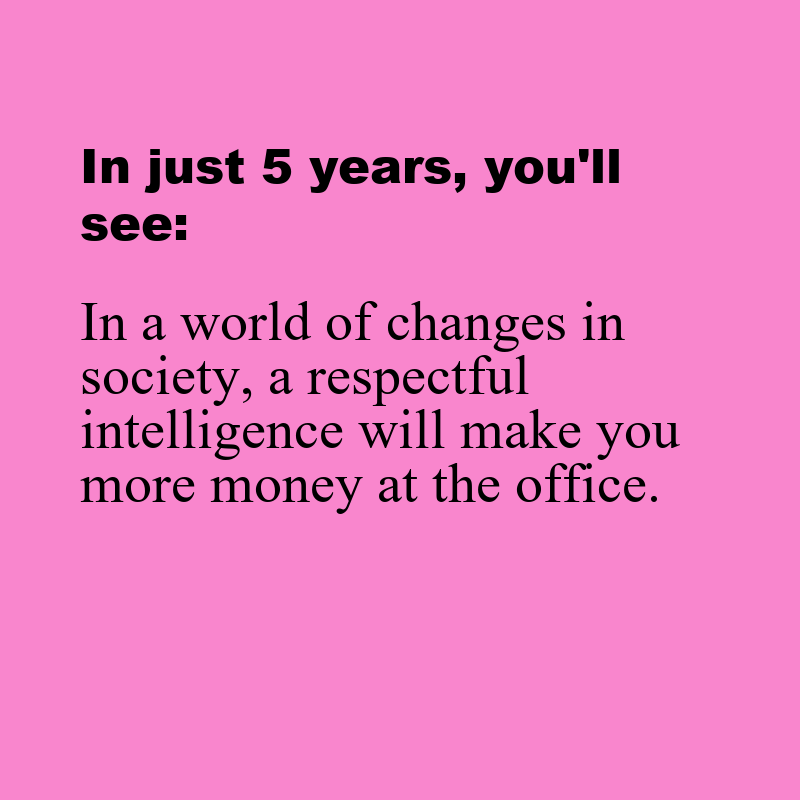 In just 5 years, you'll
see:
In a world of changes in
society, a respectful
intelligence will make you
more money at the office.